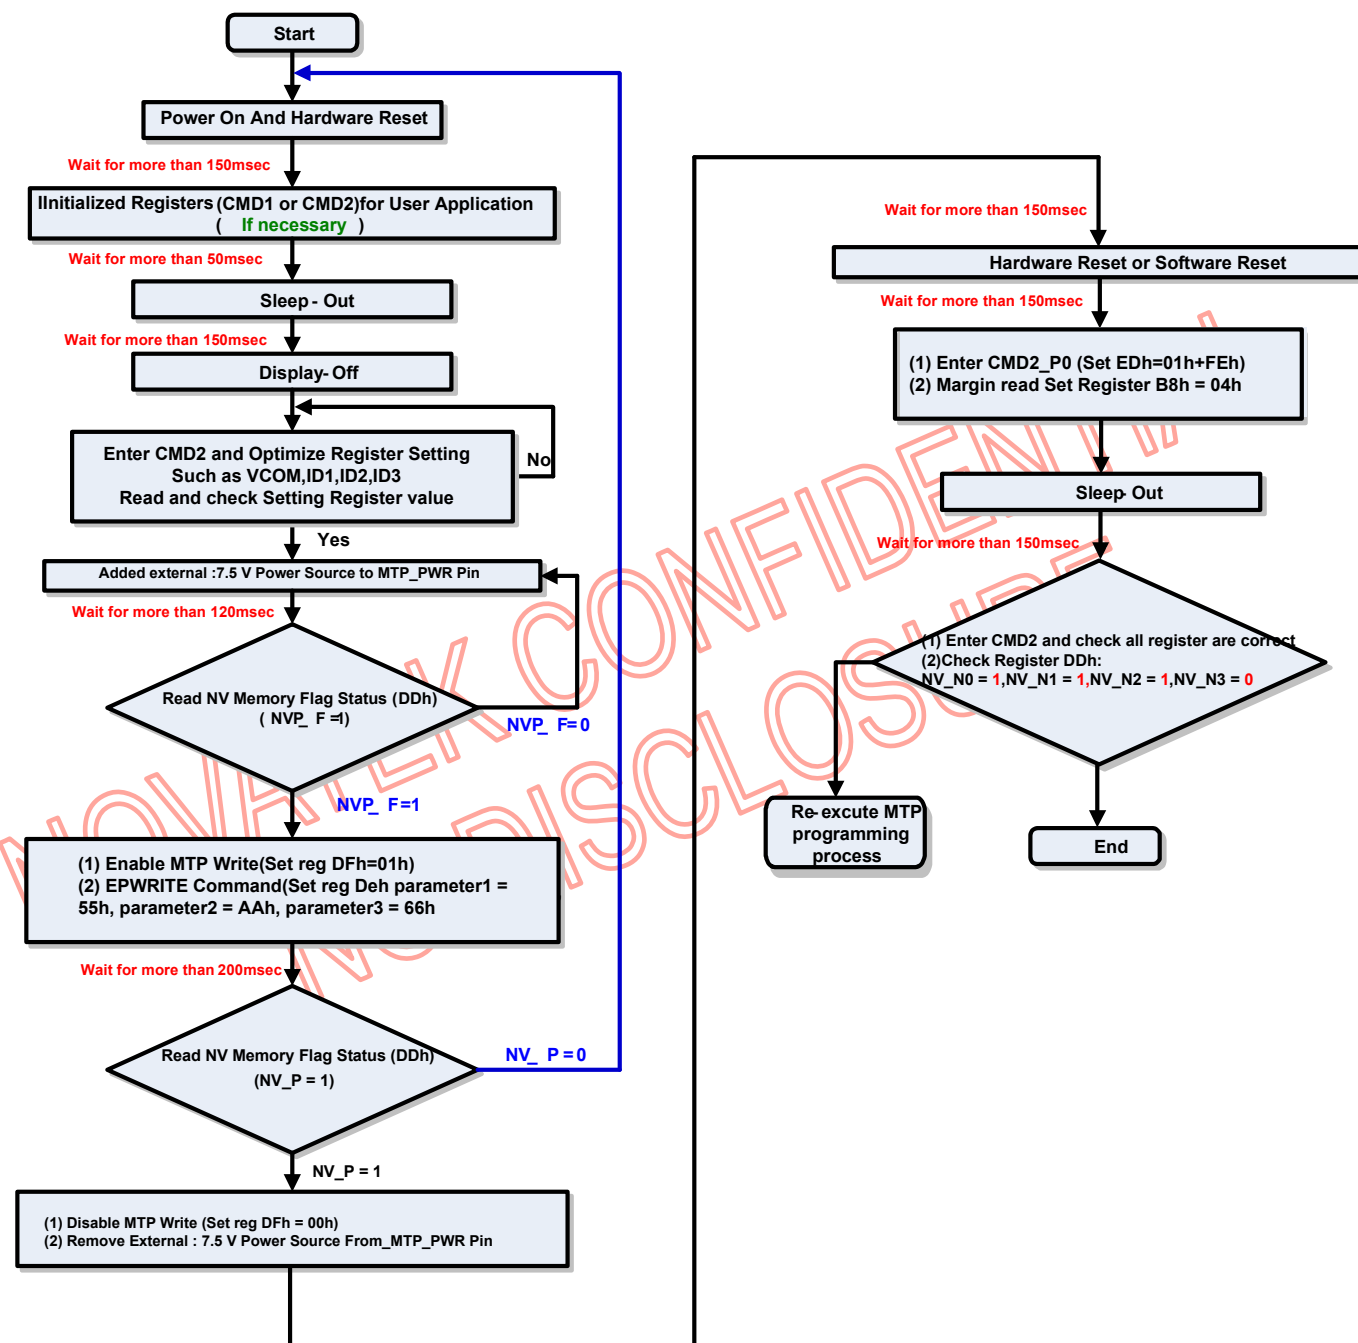 Start
Power On And Hardware Reset
Wait for more than 150msec
IInitialized Registers (CMD1 or CMD2)for User Application
( If necessary )
Wait for more than 50msec
Sleep - Out
Wait for more than 150msec
Display- Off
Enter CMD2 and Optimize Register Setting
Such as VCOM,ID1,ID2,ID3
Read and check Setting Register value
No
Yes
Added external :7.5 V Power Source to MTP_PWR Pin
Wait for more than 120msec
Read NV Memory Flag Status (DDh)
( NVP_ F =1)
NVP_ F= 0
NVP_ F=1
(1) Enable MTP Write(Set reg DFh=01h)
(2) EPWRITE Command(Set reg Deh parameter1 =
55h, parameter2 = AAh, parameter3 = 66h
Wait for more than 200msec
Read NV Memory Flag Status (DDh)
(NV_P = 1)
NV_ P = 0
NV_P = 1
(1) Disable MTP Write (Set reg DFh = 00h)
(2) Remove External : 7.5 V Power Source From_MTP_PWR Pin
Wait for more than 150msec
Hardware Reset or Software Reset
Wait for more than 150msec
(1) Enter CMD2_P0 (Set EDh=01h+FEh)
(2) Margin read Set Register B8h = 04h
Sleep- Out
Wait for more than 150msec
(1) Enter CMD2 and check all register are correct
(2)Check Register DDh:
NV_N0 = 1,NV_N1 = 1,NV_N2 = 1,NV_N3 = 0
Re-excute MTP
programming
process
End
NOVATEK CONFIDENTIAL
NO DISCLOSURE